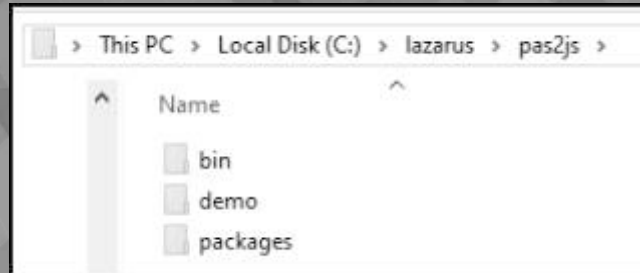 This PC > Local Disk (C:) > lazarus > pas2js >
Name
bin
demo
packages